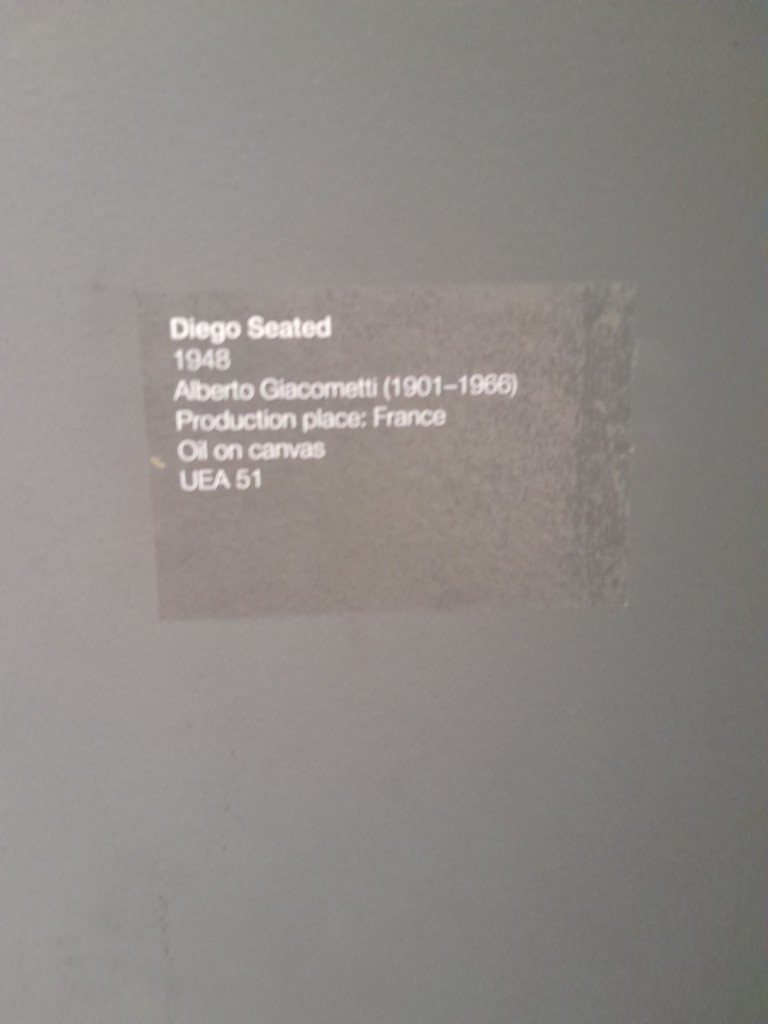 Diego Seated
1948
Alberto Giacometti (1901–1966)
Production place: France
Oil on canvas
UEA 51